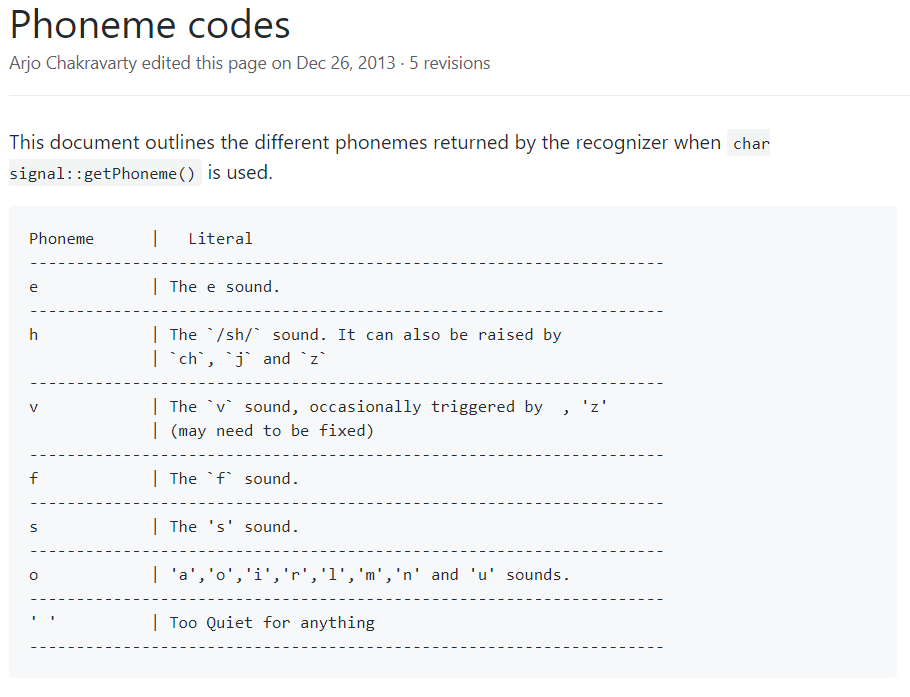 Phoneme codes
Arjo Chakravarty edited this page on Dec 26, 2013 · 5 revisions
This document outlines the different phonemes returned by the recognizer when char
signal::getPhoneme() is used.
Phoneme      |   Literal
--------------------------------------------------------------------
e            | The e sound.
--------------------------------------------------------------------
h            | The `/sh/` sound. It can also be raised by
             | `ch`, `j` and `z`
--------------------------------------------------------------------
v            | The `v` sound, occasionally triggered by  , 'z'
             | (may need to be fixed)
--------------------------------------------------------------------
f            | The `f` sound.
--------------------------------------------------------------------
s            | The 's' sound.
--------------------------------------------------------------------
o            | 'a','o','i','r','l','m','n' and 'u' sounds.
--------------------------------------------------------------------
' '          | Too Quiet for anything
--------------------------------------------------------------------